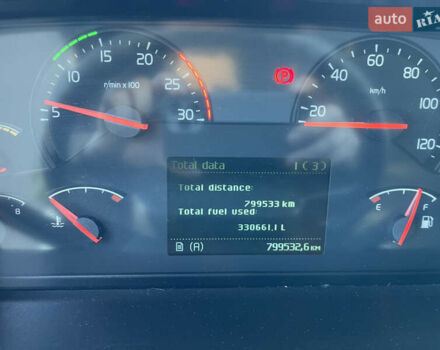 auto RIA
5 10 15 20 25 30
r/min x 100
20 40 60 80 100 120
km/h
P
Total data 1 ( 3 )
Total distance:
799533 km
Total fuel used:
330661.1 L
(A) 799532,6 KM
B
E F